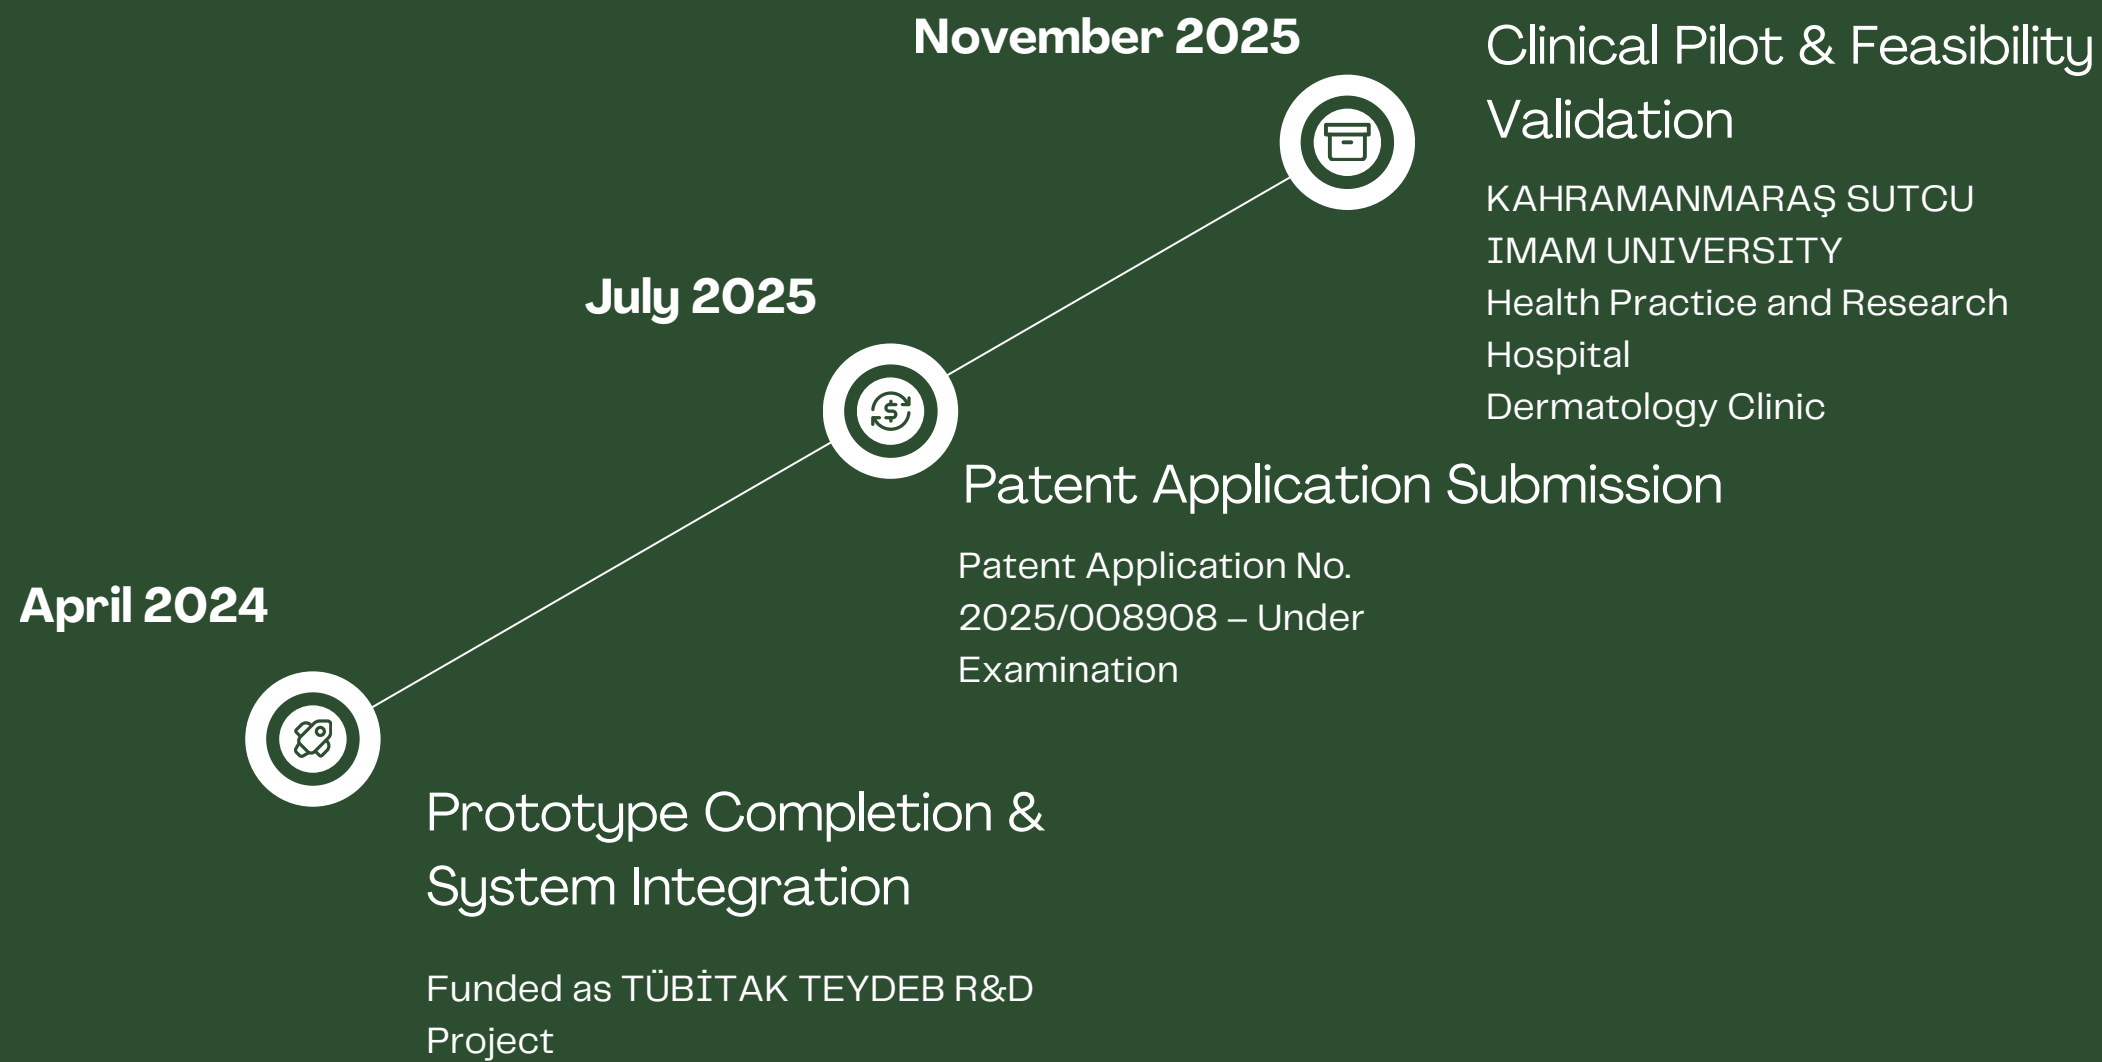 November 2025
Clinical Pilot & Feasibility
Validation
KAHRAMANMARAŞ SUTCU
IMAM UNIVERSITY
Health Practice and Research
Hospital
Dermatology Clinic
July 2025
Patent Application Submission
Patent Application No.
2025/008908 – Under
Examination
April 2024
Prototype Completion &
System Integration
Funded as TÜBİTAK TEYDEB R&D
Project